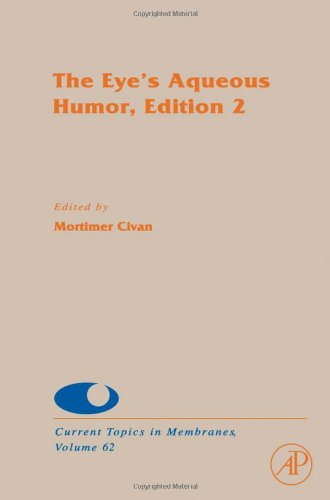 The Eye's Aqueous
Humor, Edition 2
Edited by
Mortimer Civan
Current Topics in Membranes,
Volume 62
AP